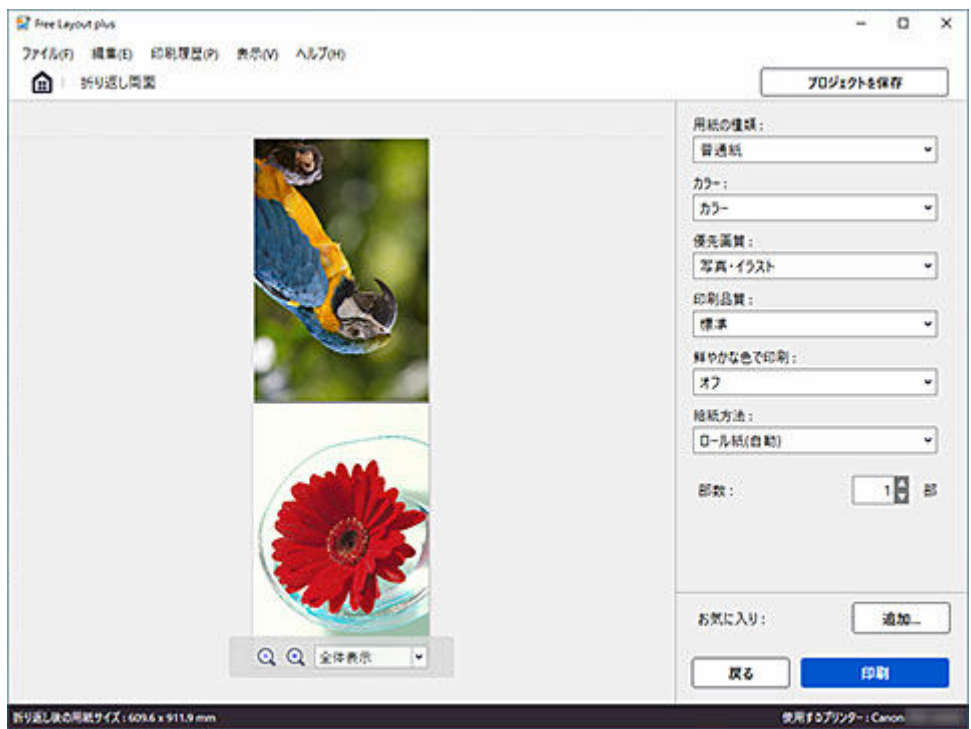 Free Layout plus
ファイル(F) 編集(E) 印刷履歴(P) 表示(V) ヘルプ(H)
折り返し両面
プロジェクトを保存
用紙の種類:
普通紙
カラー:
カラー
優先画質:
写真・イラスト
印刷品質:
標準
鮮やかな色で印刷:
オフ
給紙方法:
ロール紙(自動)
部数: 1 部
お気に入り: 追加...
全体表示
戻る 印刷
折り返し後の用紙サイズ: 609.6 x 911.9 mm 使用するプリンター: Canon